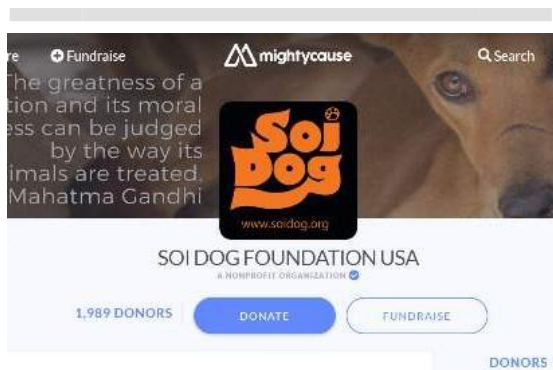 re
Fundraise
mightycause
Search
The greatness of a
tion and its moral
ess can be judged
by the way its
imals are treated.
Mahatma Gandhi
Soi
Dog
www.soidog.org
SOI DOG FOUNDATION USA
A NONPROFIT ORGANIZATION
1,989 DONORS
DONATE
FUNDRAISE
DONORS